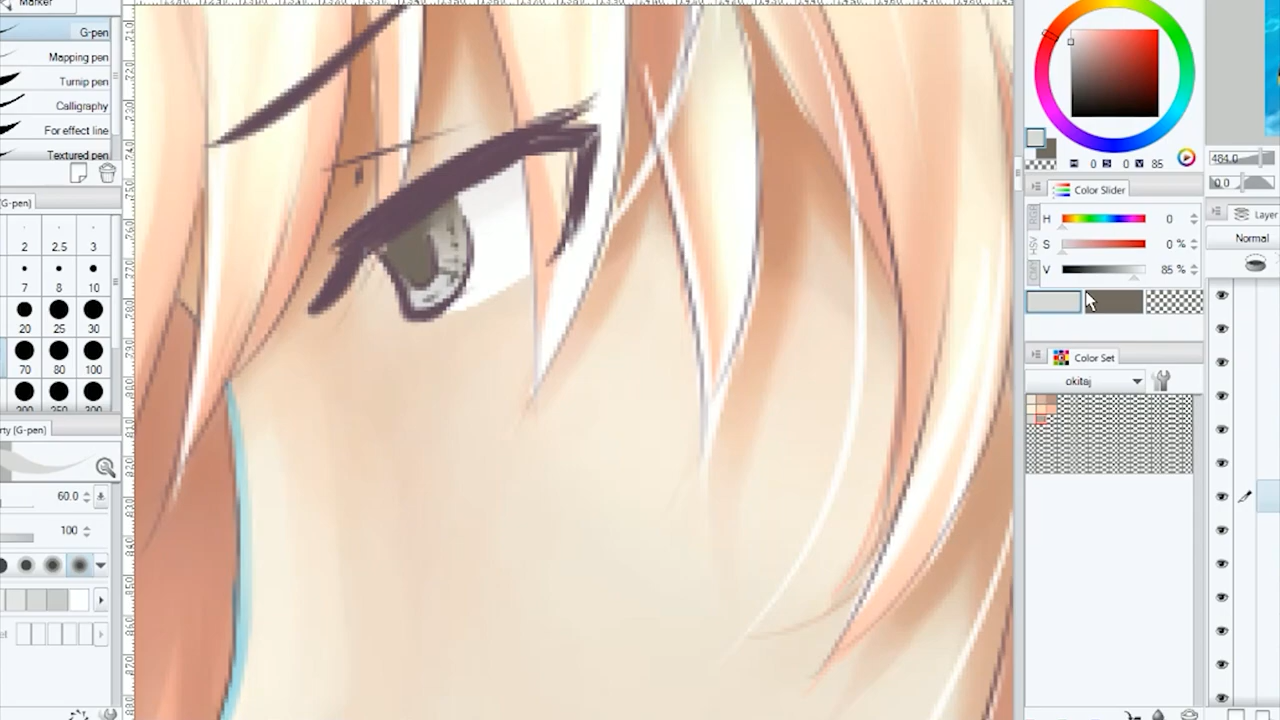 Marker
G-pen
Mapping pen
Turnip pen
Calligraphy
For effect line
Textured pen
G-pen)
2 2.5 3
7 8 10
20 25 30
70 80 100
200 250 300
rty (G-pen)
60.0
100
H 0 S 0 V 85
Color Slider
H 0
S 0 %
V 85 %
Color Set
okitaj
484.0
0.0
Layer
Normal